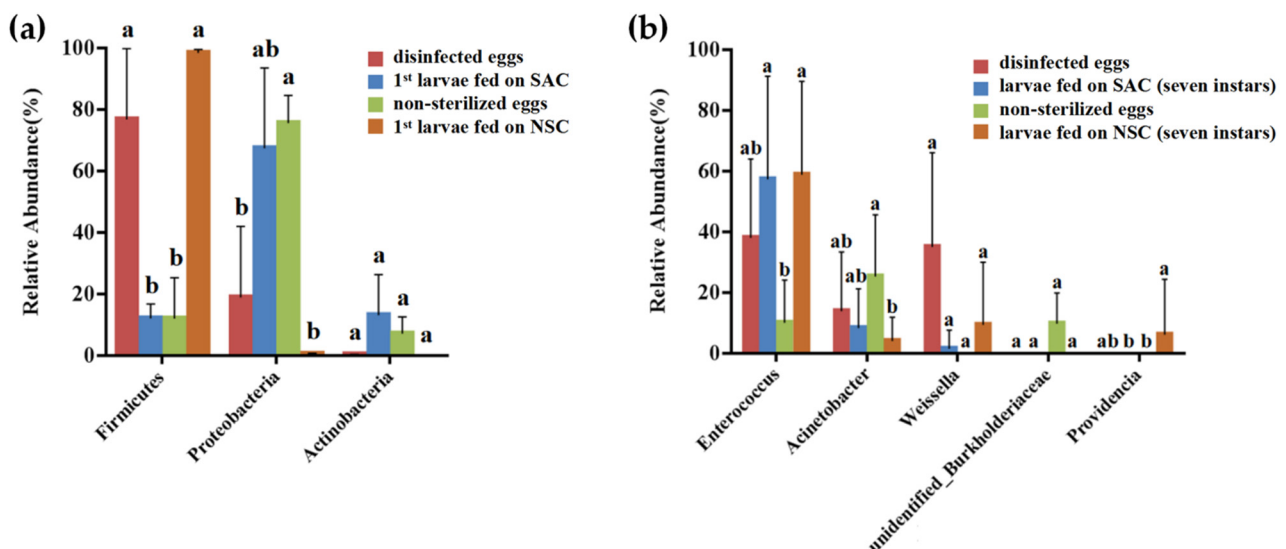 (a)
Relative Abundance(%)
100
80
60
40
20
0
a b b a
b ab a b
a a a a
disinfected eggs
1st larvae fed on SAC
non-sterilized eggs
1st larvae fed on NSC
Firmicutes
Proteobacteria
Actinobacteria
(b)
Relative Abundance(%)
100
80
60
40
20
0
ab a b a
ab ab a b
a a a a
a a a a
ab b b a
disinfected eggs
larvae fed on SAC (seven instars)
non-sterilized eggs
larvae fed on NSC (seven instars)
Enterococcus
Acinetobacter
Weissella
unidentified_Burkholderiaceae
Providencia